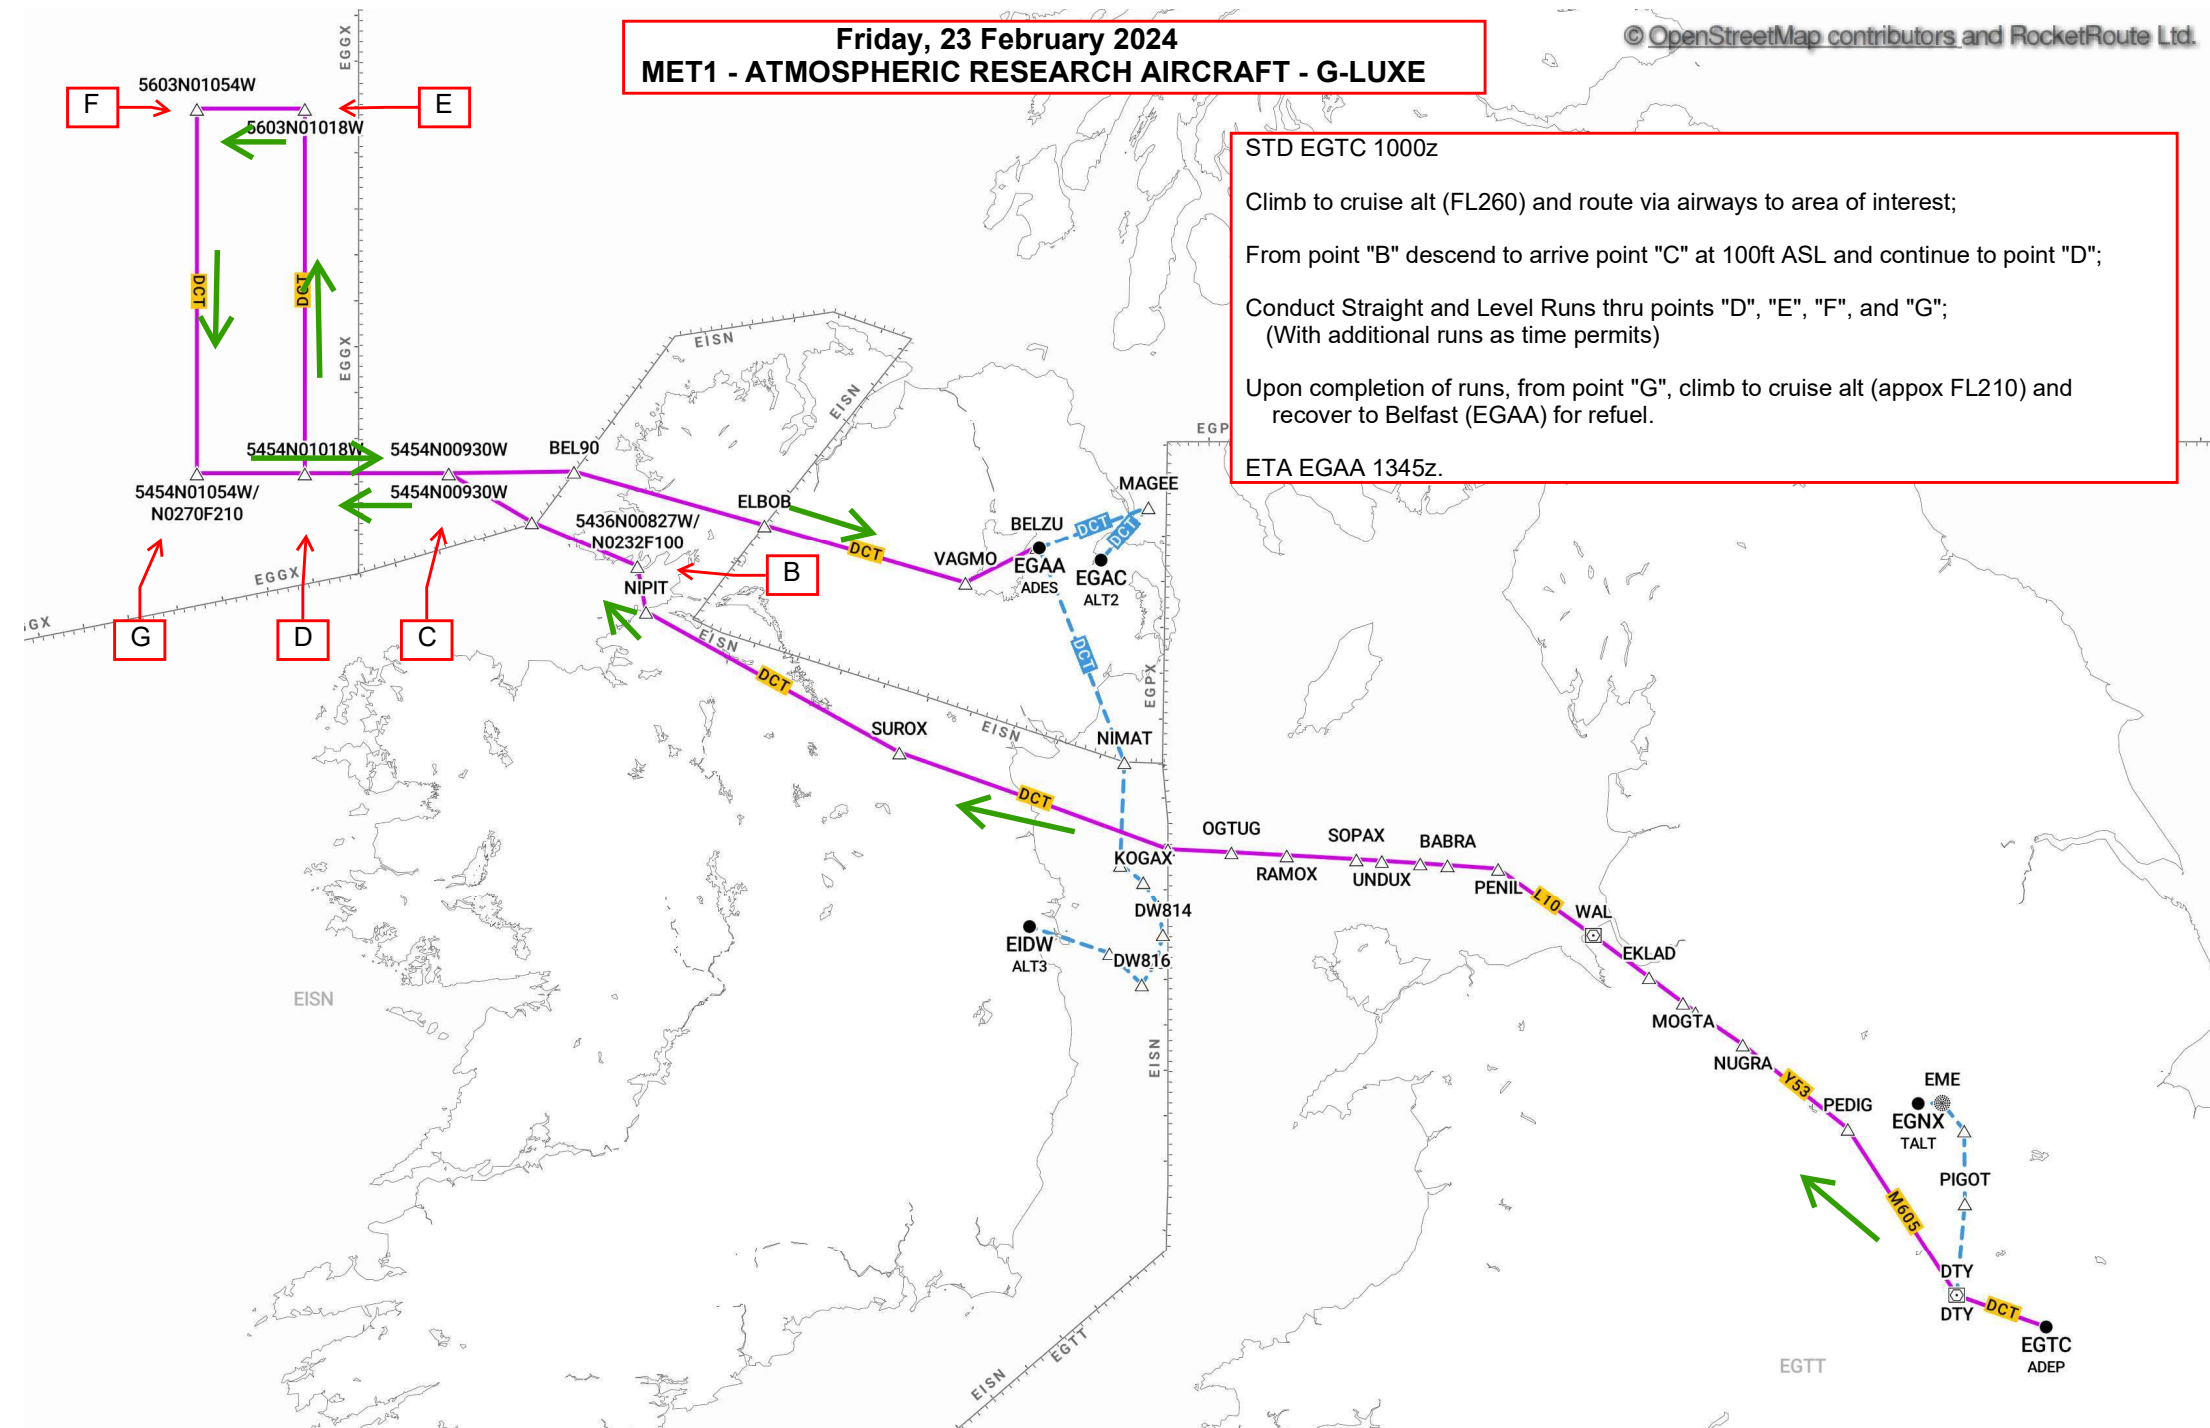 © OpenStreetMap contributors and RocketRoute Ltd.
Friday, 23 February 2024
MET1 - ATMOSPHERIC RESEARCH AIRCRAFT - G-LUXE
EGGX
5603N01054W
F
E
5603N01018W
STD EGTC 1000z
Climb to cruise alt (FL260) and route via airways to area of interest;
From point "B" descend to arrive point "C" at 100ft ASL and continue to point "D";
Conduct Straight and Level Runs thru points "D", "E", "F", and "G";
(With additional runs as time permits)
Upon completion of runs, from point "G", climb to cruise alt (appox FL210) and
recover to Belfast (EGAA) for refuel.
ETA EGAA 1345z.
DCT
DCT
EGGX
EISN
EISN
EGP
5454N01018W
5454N00930W
BEL90
5454N01054W/
N0270F210
5454N00930W
ELBOB
MAGEE
5436N00827W/
N0232F100
BELZU
DCT
DCT
DCT
VAGMO
EGAA
ADES
EGAC
ALT2
B
EGGX
NIPIT
GX
G
D
C
EISN
DCT
DCT
EGPX
SUROX
EISN
NIMAT
DCT
KOGAX
OGTUG
RAMOX
SOPAX
UNDUX
BABRA
PENIL
L10
WAL
DW814
EIDW
ALT3
DW816
EKLAD
EISN
MOGTA
EISN
NUGRA
Y53
PEDIG
EME
EGNX
TALT
PIGOT
M605
DTY
DTY
DCT
EGTC
ADEP
EGTT
EGTT
EISN